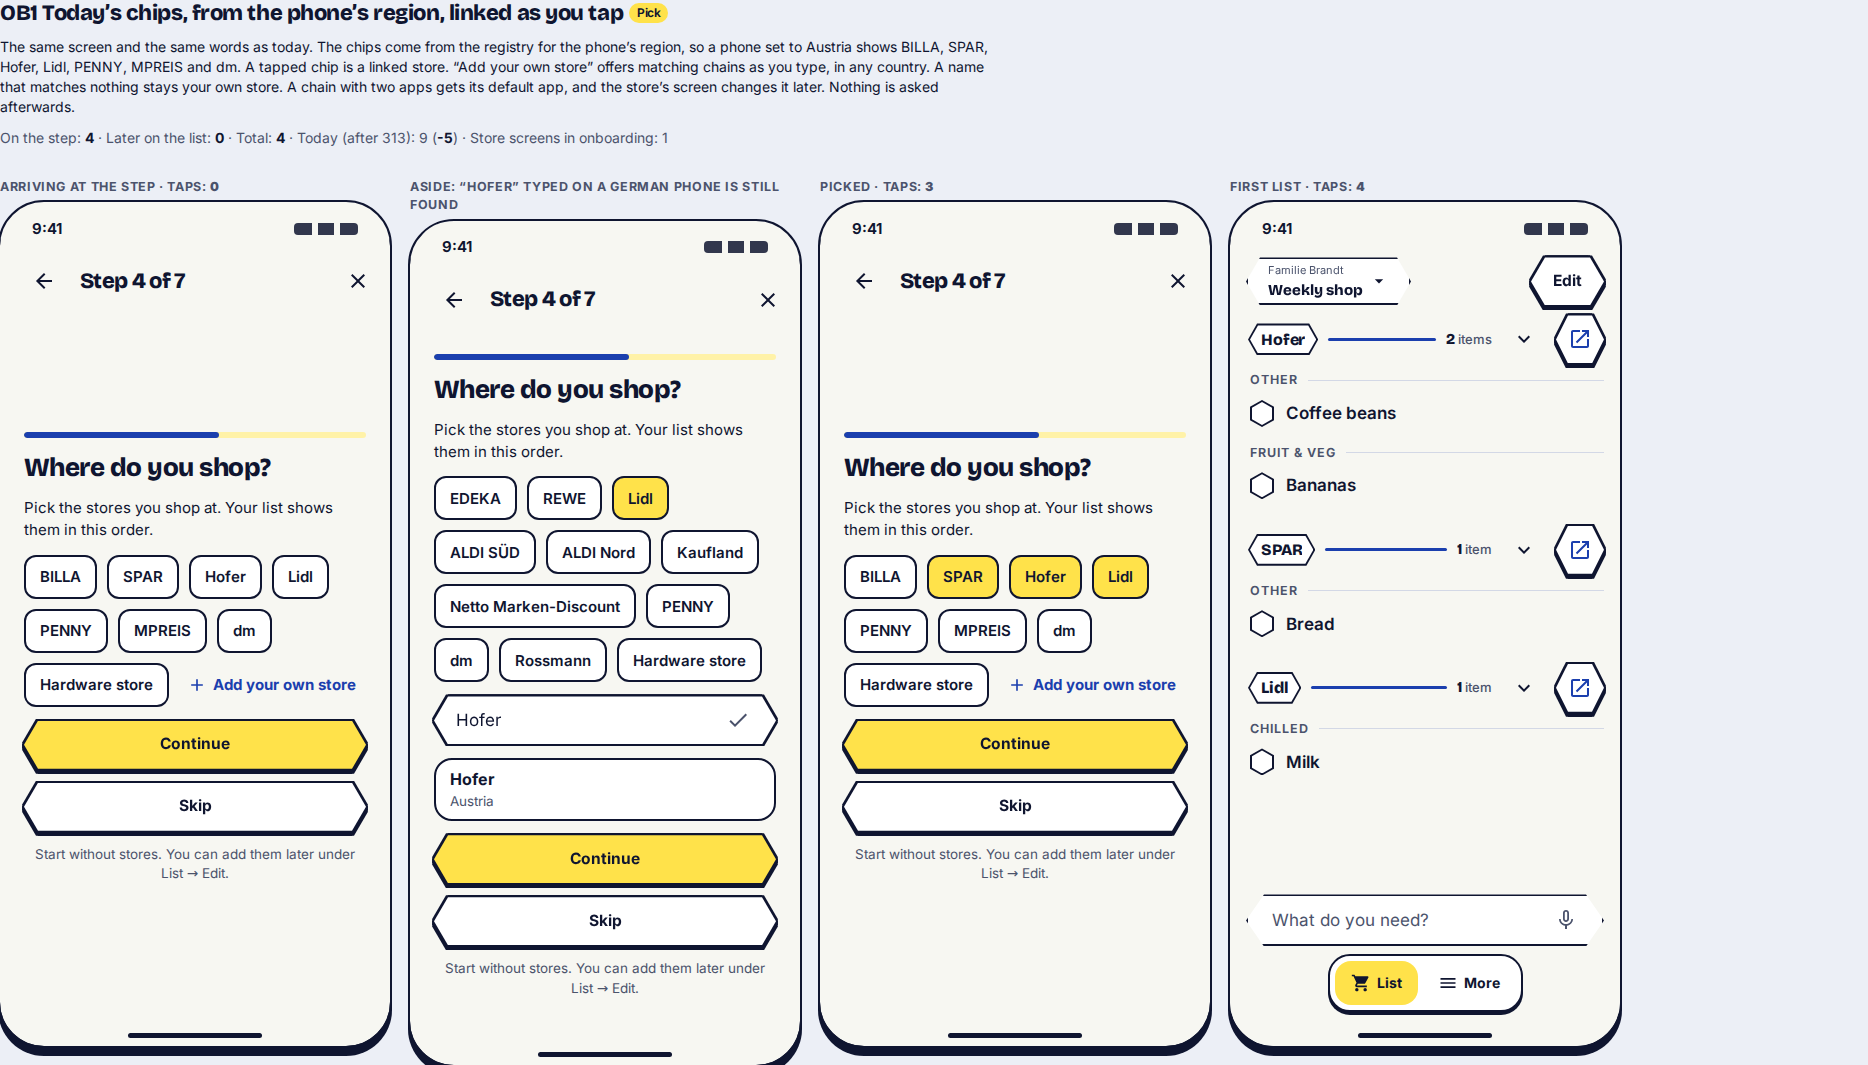 OB1 Today's chips, from the phone's region, linked as you tap Pick
The same screen and the same words as today. The chips come from the registry for the phone's region, so a phone set to Austria shows BILLA, SPAR,
Hofer, Lidl, PENNY, MPREIS and dm. A tapped chip is a linked store. “Add your own store” offers matching chains as you type, in any country. A name
that matches nothing stays your own store. A chain with two apps gets its default app, and the store's screen changes it later. Nothing is asked
afterwards.
On the step: 4 · Later on the list: 0 · Total: 4 · Today (after 313): 9 (-5) · Store screens in onboarding: 1
ARRIVING AT THE STEP · TAPS: 0
9:41
Step 4 of 7
Where do you shop?
Pick the stores you shop at. Your list shows
them in this order.
BILLA SPAR Hofer Lidl
PENNY MPREIS dm
Hardware store + Add your own store
Continue
Skip
Start without stores. You can add them later under
List → Edit.
ASIDE: “HOFER” TYPED ON A GERMAN PHONE IS STILL
FOUND
9:41
Step 4 of 7
Where do you shop?
Pick the stores you shop at. Your list shows
them in this order.
EDEKA REWE Lidl
ALDI SÜD ALDI Nord Kaufland
Netto Marken-Discount PENNY
dm Rossmann Hardware store
Hofer
Hofer
Austria
Continue
Skip
Start without stores. You can add them later under
List → Edit.
PICKED · TAPS: 3
9:41
Step 4 of 7
Where do you shop?
Pick the stores you shop at. Your list shows
them in this order.
BILLA SPAR Hofer Lidl
PENNY MPREIS dm
Hardware store + Add your own store
Continue
Skip
Start without stores. You can add them later under
List → Edit.
FIRST LIST · TAPS: 4
9:41
Familie Brandt
Weekly shop
Edit
Hofer 2 items
OTHER
Coffee beans
FRUIT & VEG
Bananas
SPAR 1 item
OTHER
Bread
Lidl 1 item
CHILLED
Milk
What do you need?
List More